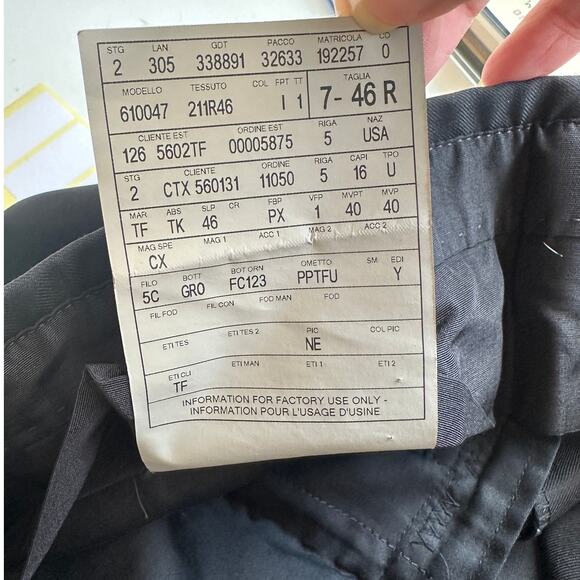 STG LAN GDT PACCO MATRICOLA CO
2 305 338891 32633 192257 0
MODELLO TESSUTO COL FPT TT TAGLIA
610047 211R46 I 1 7- 46 R
CLIENTE EST ORDINE EST RIGA NAZ
126 5602TF 00005875 5 USA
STG CLIENTE ORDINE RIGA CAPI TPO
2 CTX 560131 11050 5 16 U
MAR ABS SLP CR FBP VFP MVT MVPT
TF TK 46 PX 1 40 40
MAG SPE MAG 1 ACC 1 MAG 2 ACC 2
CX
FILO BOTT BOT ORN OMETTO SM EDI
5C GRO FC123 PPTFU Y
FIL FOD FIL CON FOD MAN FOD
ETI TES ETI TES 2 PIC COL PIC
NE
ETI CLI ETI MAN ETI 1 ETI 2
TF
INFORMATION FOR FACTORY USE ONLY -
INFORMATION POUR L'USAGE D'USINE